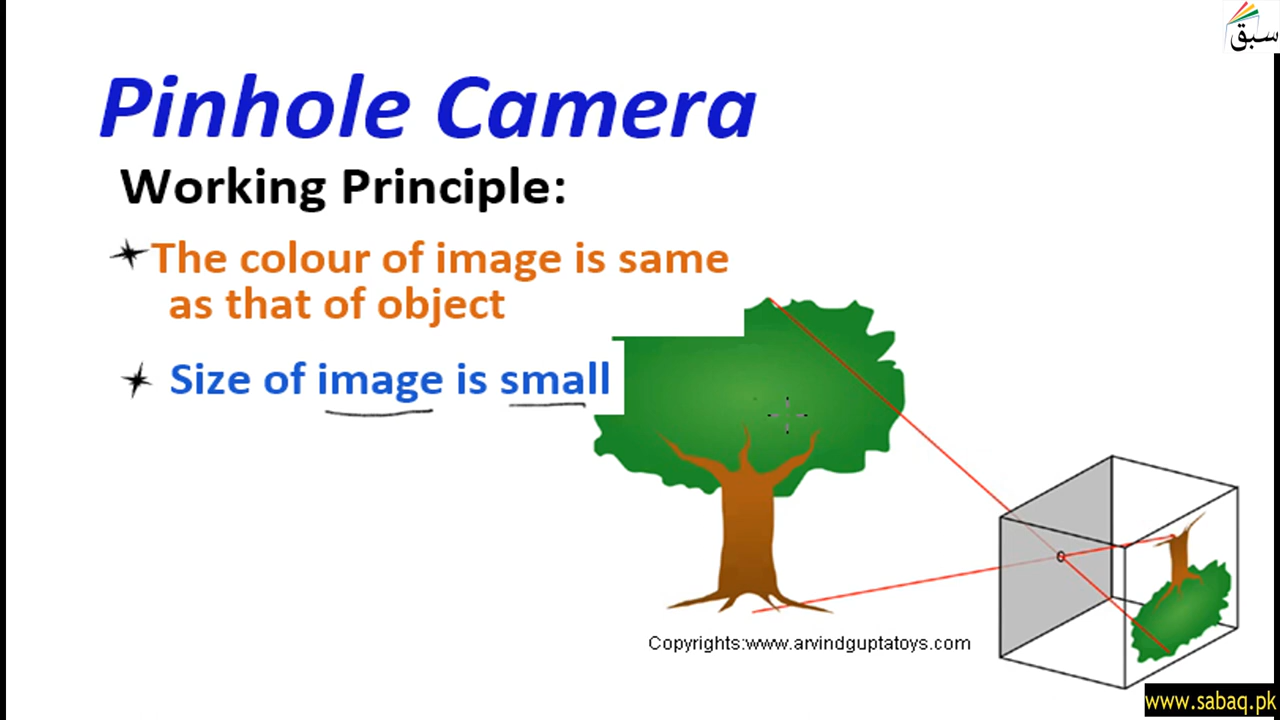 سبق
Pinhole Camera
Working Principle:
The colour of image is same
as that of object
Size of image is small
Copyrights:www.arvindguptatoys.com
www.sabaq.pk